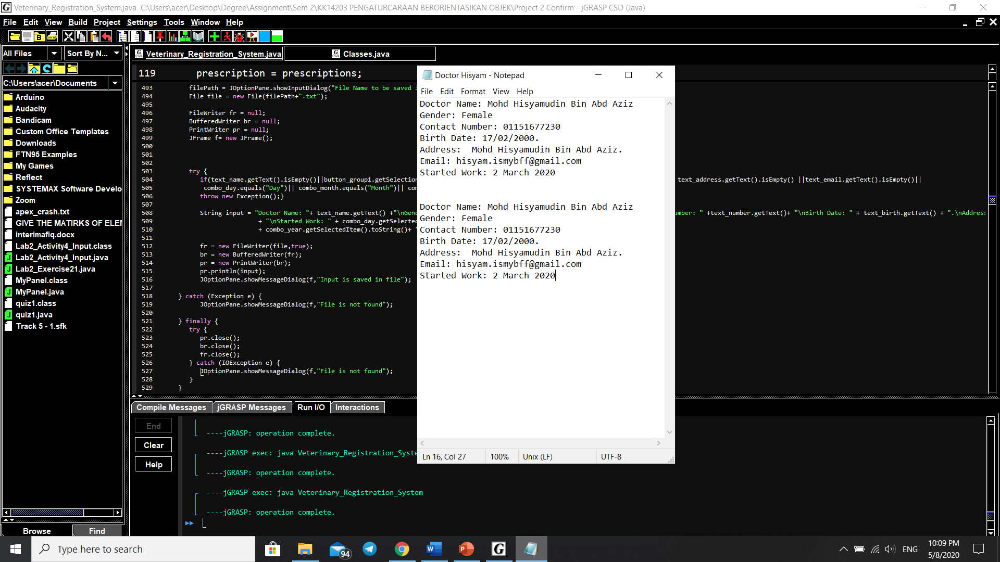 Veterinary_Registration_System.java C:\Users\acer\Desktop\Degree\Assignment\Sem 2\KK14203 PENGATURCARAAN BERORIENTASIKAN OBJEK\Project 2 Confirm - jGRASP CSD (Java)
File Edit View Build Project Settings Tools Window Help
All Files
Sort By N...
Veterinary_Registration_System.java
Classes.java
C:\Users\acer\Documents
Arduino
Audacity
Bandicam
Custom Office Templates
Downloads
FTN95 Examples
My Games
Reflect
SYSTEMAX Software Develo
Zoom
apex_crash.txt
GIVE THE MATIRKS OF ELE
interimafiq.docx
Lab2_Activity4_Input.class
Lab2_Activity4_Input.java
Lab2_Exercise21.java
MyPanel.class
MyPanel.java
quiz1.class
quiz1.java
Track 5 - 1.sfk
Browse
Find
119 prescription = prescriptions;
493 filePath = JOptionPane.showInputDialog("File Name to be saved
494 File file = new File(filePath+".txt");
495
496 FileWriter fr = null;
497 BufferedWriter br = null;
498 PrintWriter pr = null;
499 JFrame f= new JFrame();
500
501
502
503 try {
504 if(text_name.getText().isEmpty()||button_group1.getSelection text_address.getText().isEmpty() ||text_email.getText().isEmpty()||
505 combo_day.equals("Day")|| combo_month.equals("Month")|| co
506 throw new Exception();}
507
508 String input = "Doctor Name: "+ text_name.getText() +"\nGen umber: " +text_number.getText()+ "\nBirth Date: " + text_birth.getText() + ".\nAddress
509 + "\nStarted Work: " + combo_day.getSelected
510 + combo_year.getSelectedItem().toString()+ "
511
512 fr = new FileWriter(file,true);
513 br = new BufferedWriter(fr);
514 pr = new PrintWriter(br);
515 pr.println(input);
516 JOptionPane.showMessageDialog(f,"Input is saved in file");
517
518 } catch (Exception e) {
519 JOptionPane.showMessageDialog(f,"File is not found");
520
521 } finally {
522 try {
523 pr.close();
524 br.close();
525 fr.close();
526 } catch (IOException e) {
527 JOptionPane.showMessageDialog(f,"File is not found");
528 }
529 }
Doctor Hisyam - Notepad
File Edit Format View Help
Doctor Name: Mohd Hisyamudin Bin Abd Aziz
Gender: Female
Contact Number: 01151677230
Birth Date: 17/02/2000.
Address:  Mohd Hisyamudin Bin Abd Aziz.
Email: hisyam.ismybff@gmail.com
Started Work: 2 March 2020
Doctor Name: Mohd Hisyamudin Bin Abd Aziz
Gender: Female
Contact Number: 01151677230
Birth Date: 17/02/2000.
Address:  Mohd Hisyamudin Bin Abd Aziz.
Email: hisyam.ismybff@gmail.com
Started Work: 2 March 2020
Ln 16, Col 27 100% Unix (LF) UTF-8
Compile Messages jGRASP Messages Run I/O Interactions
End
Clear
Help
----jGRASP: operation complete.
----jGRASP exec: java Veterinary_Registration_Syste
----jGRASP: operation complete.
----jGRASP exec: java Veterinary_Registration_System
----jGRASP: operation complete.
Type here to search
94
ENG
10:09 PM
5/8/2020